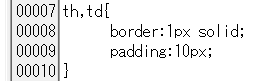 00007 th,td{
00008     border:1px solid;
00009     padding:10px;
00010 }